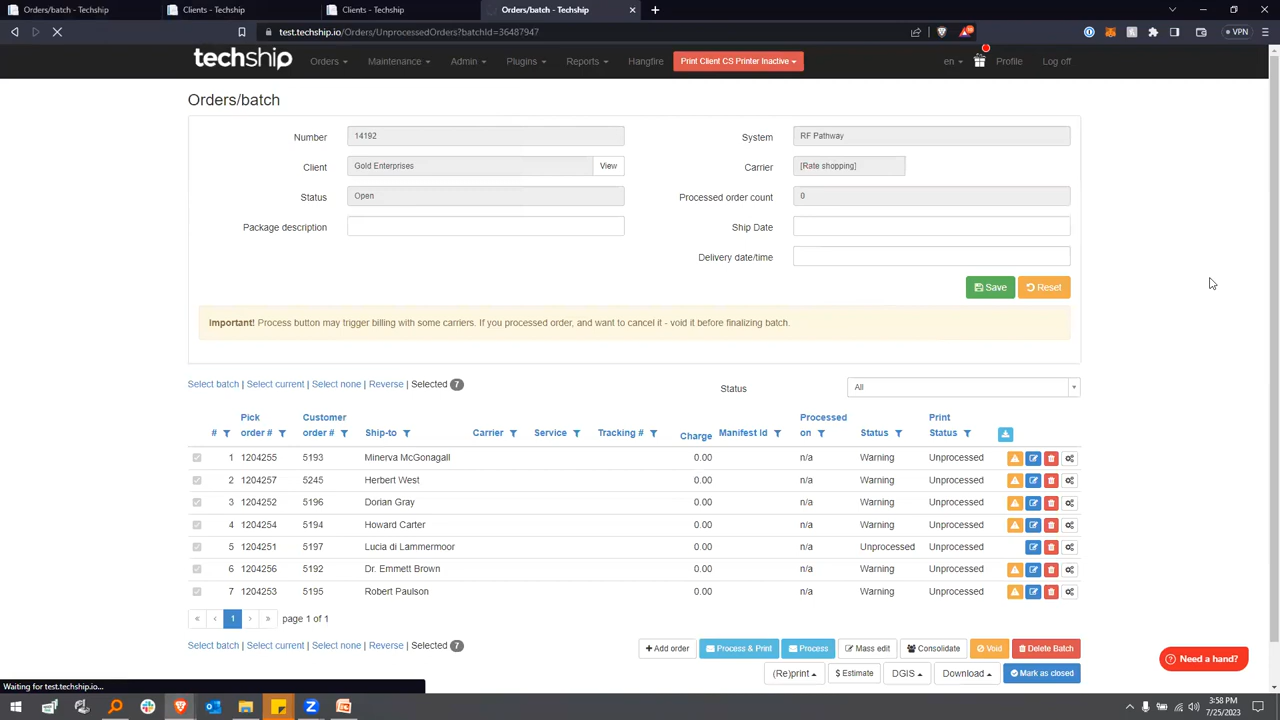 Orders/batch - Techship
Clients - Techship
Clients - Techship
Orders/batch - Techship
test.techship.io/Orders/UnprocessedOrders?batchId=36487947
VPN
techship
Orders
Maintenance
Admin
Plugins
Reports
Hangfire
Print Client CS Printer Inactive
en
Profile
Log off
Orders/batch
Number 14192 System RF Pathway
Client Gold Enterprises View Carrier [Rate shopping]
Status Open Processed order count 0
Package description Ship Date
Delivery date/time
Save Reset
Important! Process button may trigger billing with some carriers. If you processed order, and want to cancel it - void it before finalizing batch.
Select batch | Select current | Select none | Reverse | Selected 7 Status All
# Pick order # Customer order # Ship-to Carrier Service Tracking # Charge Manifest Id Processed on Status Print Status
1 1204255 5193 Minerva McGonagall 0.00 n/a Warning Unprocessed
2 1204257 5245 Herbert West 0.00 n/a Warning Unprocessed
3 1204252 5196 Dorian Gray 0.00 n/a Warning Unprocessed
4 1204254 5194 Howard Carter 0.00 n/a Warning Unprocessed
5 1204251 5197 Lucia di Lammermoor 0.00 n/a Unprocessed Unprocessed
6 1204256 5192 Dr. Emmett Brown 0.00 n/a Warning Unprocessed
7 1204253 5195 Robert Paulson 0.00 n/a Warning Unprocessed
« ‹ 1 › » page 1 of 1
Select batch | Select current | Select none | Reverse | Selected 7
+Add order Process & Print Process Mass edit Consolidate Void Delete Batch
(Re)print $ Estimate DGIS Download Mark as closed
Need a hand?
Waiting for test.techship.io...
3:58 PM
7/25/2023